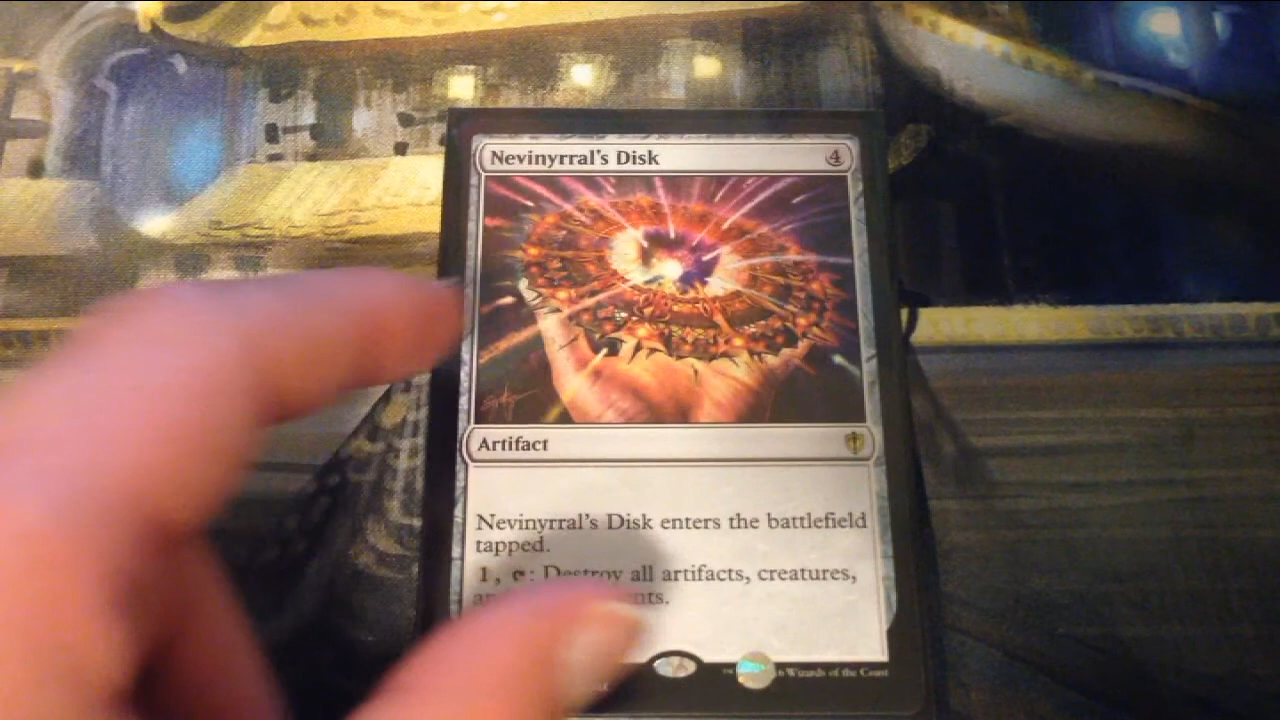 Nevinyrral's Disk 4
Artifact
Nevinyrral's Disk enters the battlefield
tapped.
1, : Destroy all artifacts, creatures,
Wizards of the Coast